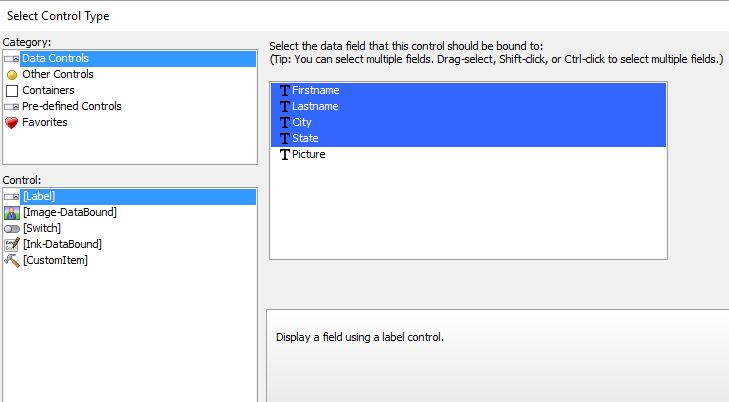 Select Control Type
Category:
Data Controls
Other Controls
Containers
Pre-defined Controls
Favorites
Control:
[Label]
[Image-DataBound]
[Switch]
[Ink-DataBound]
[CustomItem]
Select the data field that this control should be bound to:
(Tip: You can select multiple fields. Drag-select, Shift-click, or Ctrl-click to select multiple fields.)
Firstname
Lastname
City
State
Picture
Display a field using a label control.